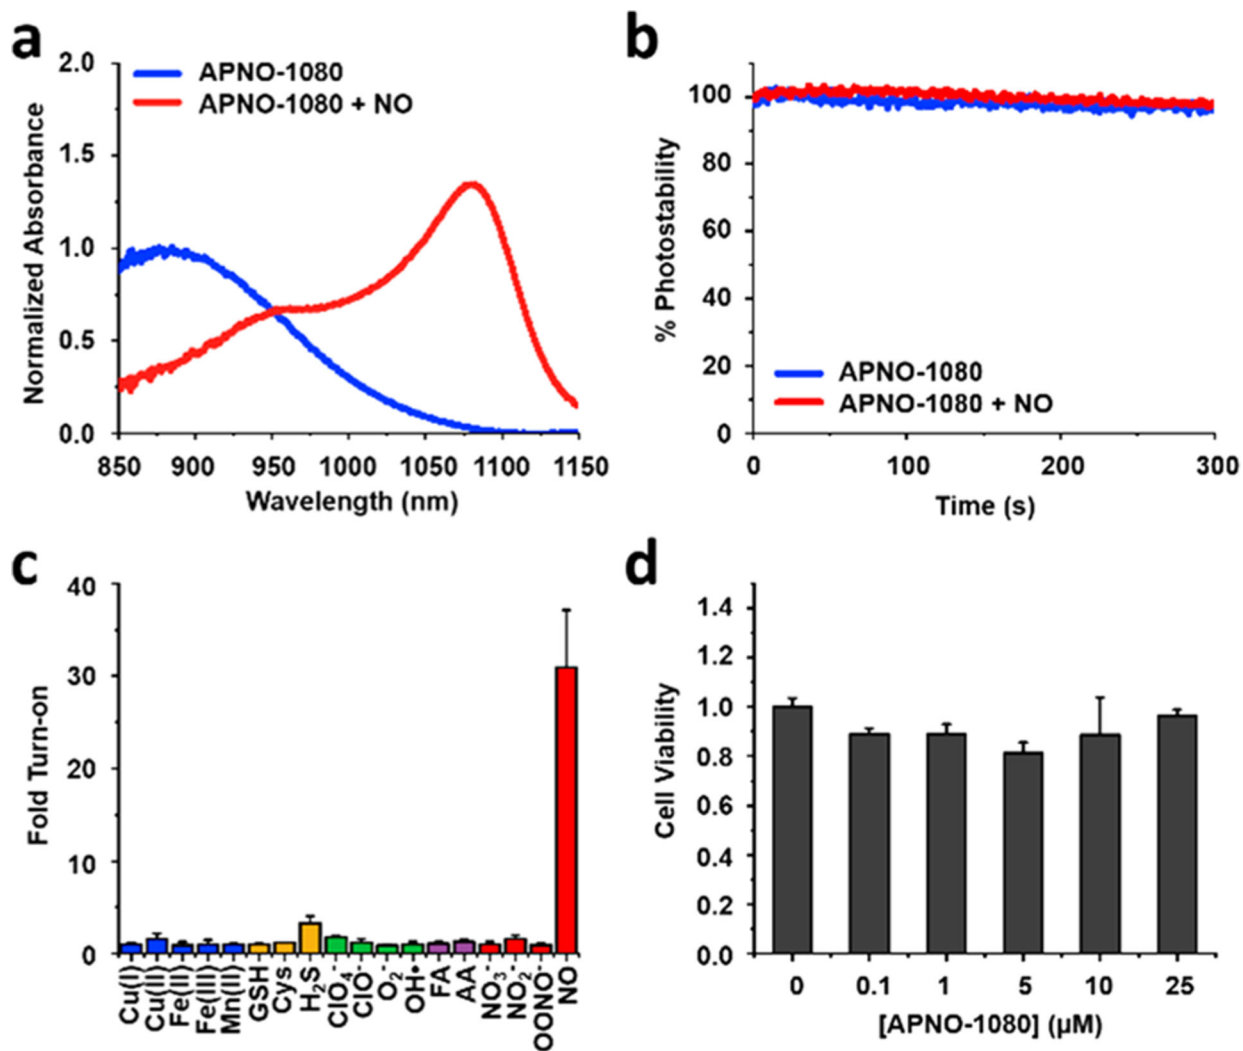 a
2.0
1.5
1.0
0.5
0.0
Normalized Absorbance
APNO-1080
APNO-1080 + NO
850 900 950 1000 1050 1100 1150
Wavelength (nm)
b
100
80
60
40
20
0
% Photostability
APNO-1080
APNO-1080 + NO
0 100 200 300
Time (s)
c
40
30
20
10
0
Fold Turn-on
Cu(I)
Cu(II)
Fe(II)
Fe(III)
Mn(II)
GSH
Cys
H₂S
ClO₄⁻
ClO⁻
O₂⁻
OH•
FA
AA
NO₃⁻
NO₂⁻
OONO⁻
NO
d
1.4
1.2
1.0
0.8
0.6
0.4
0.2
0.0
Cell Viability
0 0.1 1 5 10 25
[APNO-1080] (µM)